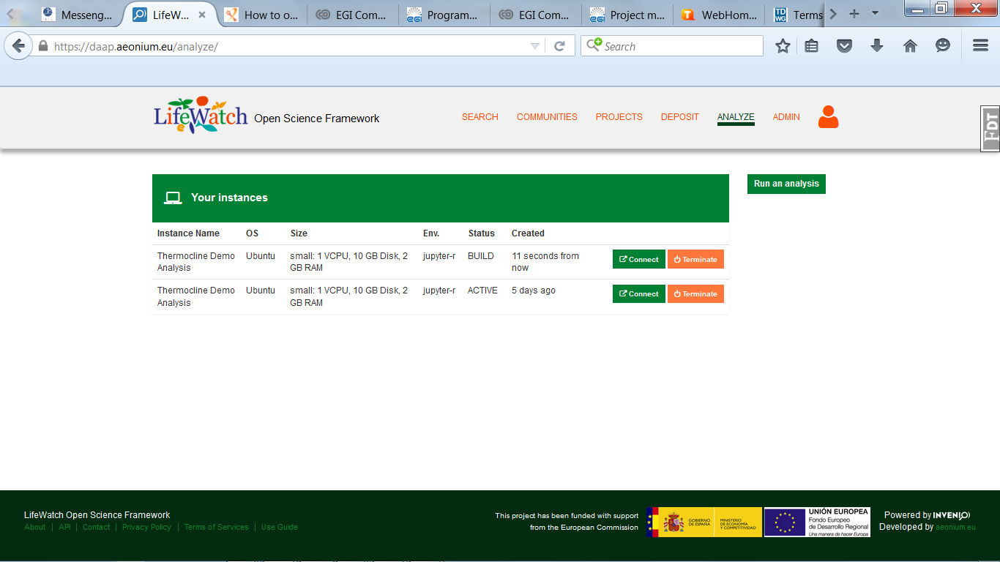 Messeng...
LifeW...
How to o...
EGI Com...
Program...
EGI Com...
Project m...
WebHom...
TD
WG
Terms
https://daap.aeonium.eu/analyze/
Search
LifeWatch
Open Science Framework
SEARCH
COMMUNITIES
PROJECTS
DEPOSIT
ANALYZE
ADMIN
FDT
Your instances
Run an analysis
Instance Name OS Size Env. Status Created
Thermocline Demo Ubuntu small: 1 VCPU, 10 GB Disk, 2 jupyter-r BUILD 11 seconds from Connect Terminate
Analysis GB RAM now
Thermocline Demo Ubuntu small: 1 VCPU, 10 GB Disk, 2 jupyter-r ACTIVE 5 days ago Connect Terminate
Analysis GB RAM
LifeWatch Open Science Framework
About | API | Contact | Privacy Policy | Terms of Services | Use Guide
This project has been funded with support
from the European Commission
GOBIERNO
DE ESPAÑA
MINISTERIO
DE ECONOMÍA
Y COMPETITIVIDAD
UNIÓN EUROPEA
Fondo Europeo
de Desarrollo Regional
Una manera de hacer Europa
Powered by INVENIO
Developed by aeonium.eu